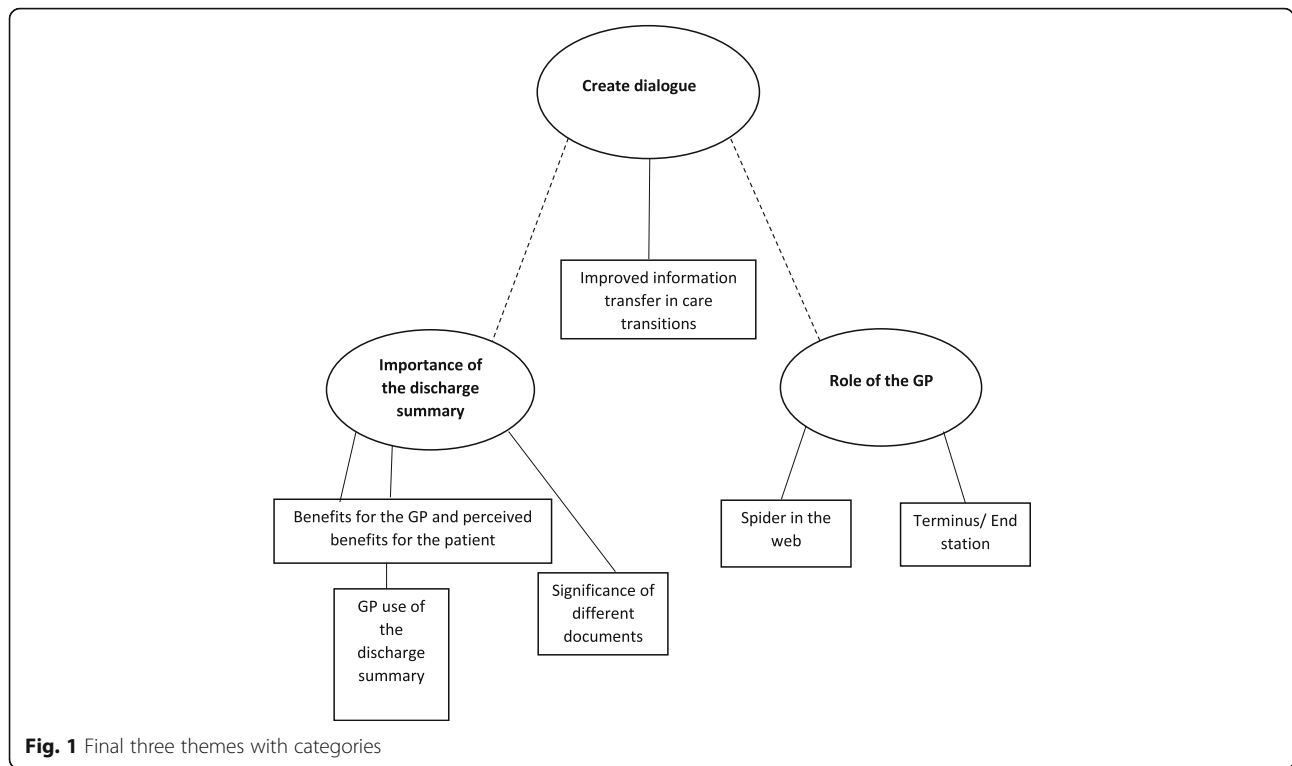 Create dialogue
Improved information
transfer in care
transitions
Importance of
the discharge
summary
Role of the GP
Benefits for the GP and perceived
benefits for the patient
Spider in the
web
Terminus/ End
station
GP use of
the
discharge
summary
Significance of
different
documents
Fig. 1 Final three themes with categories